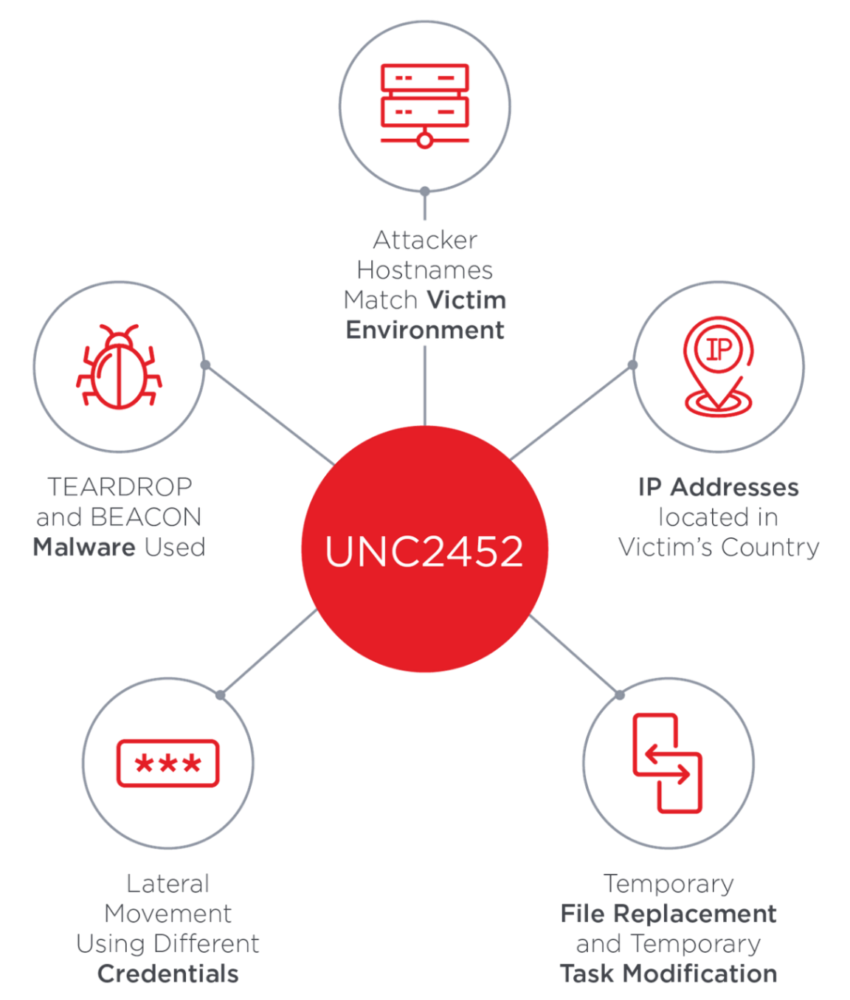 Attacker
Hostnames
Match Victim
Environment
IP
IP Addresses
located in
Victim's Country
TEARDROP
and BEACON
Malware Used
UNC2452
***
Lateral
Movement
Using Different
Credentials
Temporary
File Replacement
and Temporary
Task Modification